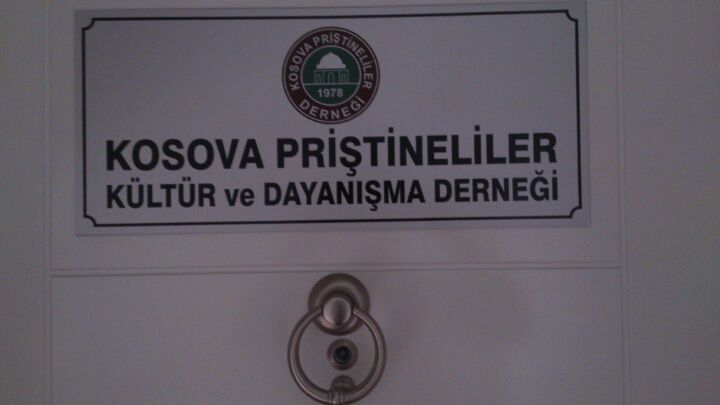 KOSOVA PRİŞTİNELİLER
1978
DERNEĞİ
KOSOVA PRİŞTİNELİLER
KÜLTÜR ve DAYANIŞMA DERNEĞİ